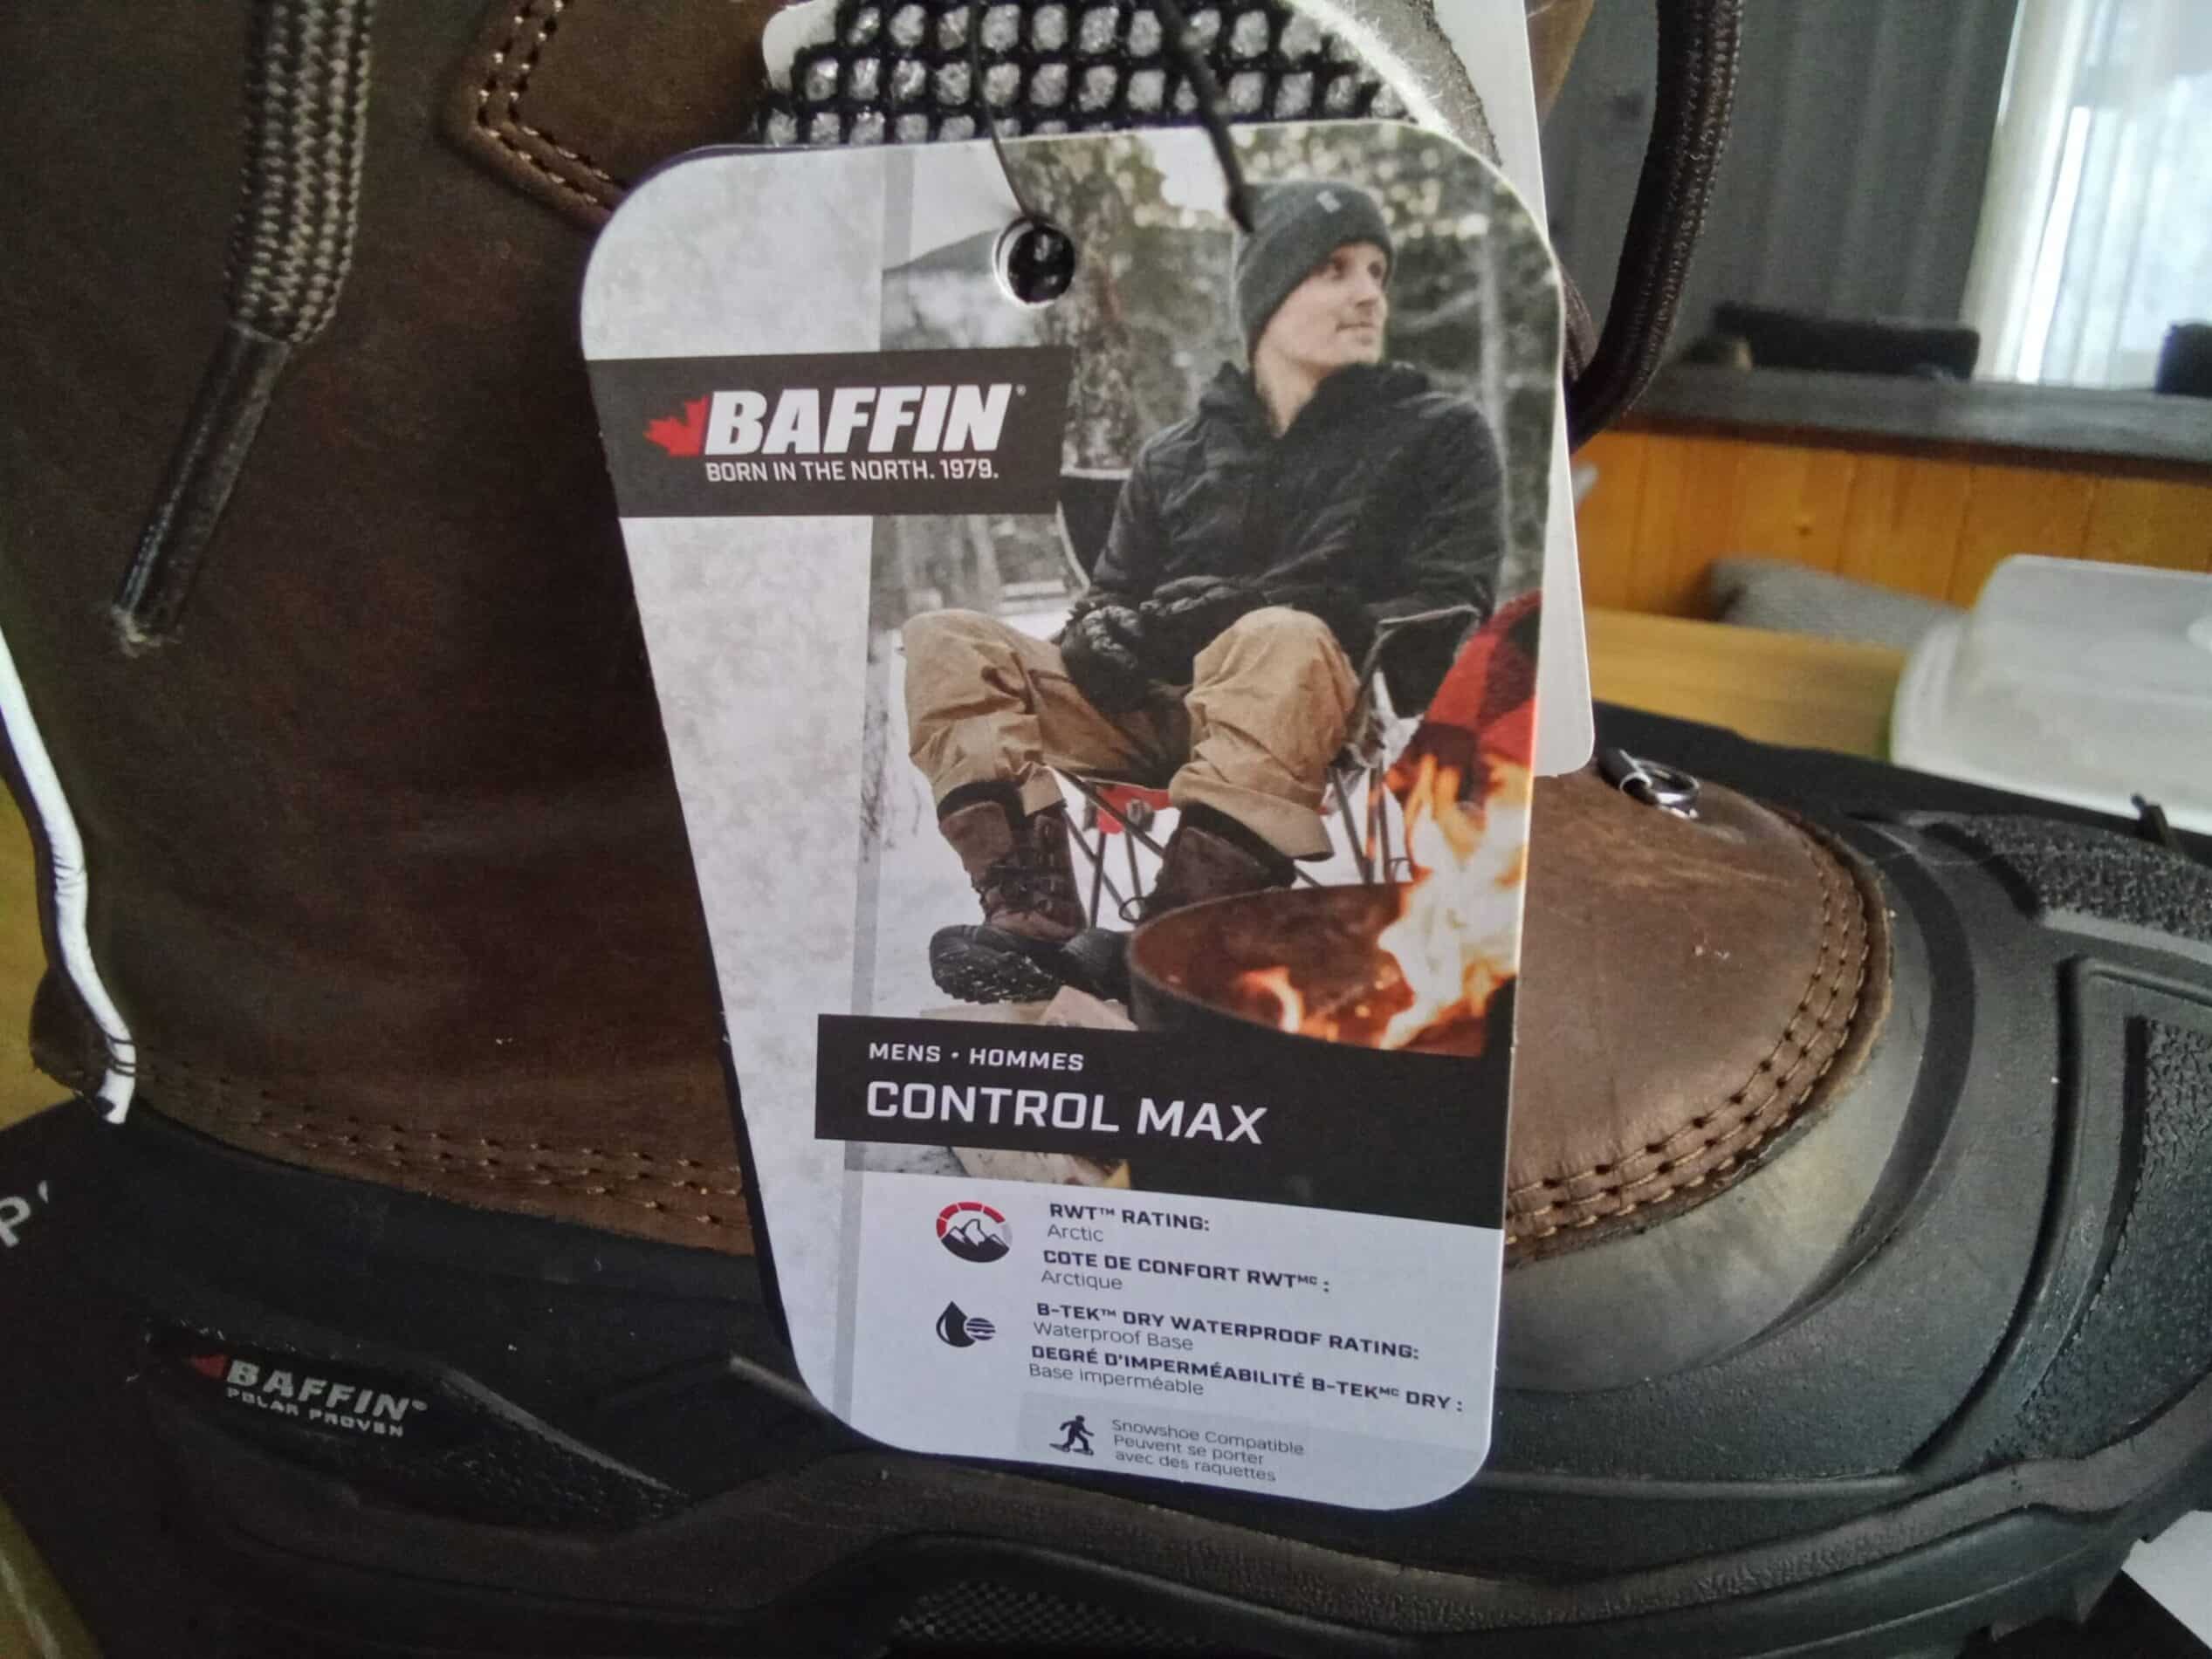 BAFFIN®
BORN IN THE NORTH. 1979.
MENS • HOMMES
CONTROL MAX
RWT™ RATING:
Arctic
COTE DE CONFORT RWTᴹᶜ :
Arctique
B-TEK™ DRY WATERPROOF RATING:
Waterproof Base
DEGRÉ D'IMPERMÉABILITÉ B-TEKᴹᶜ DRY :
Base imperméable
Snowshoe Compatible
Peuvent se porter
avec des raquettes
BAFFIN®
POLAR PROVEN